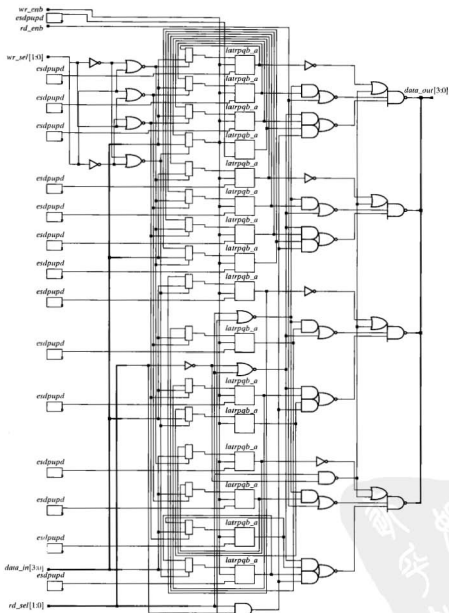 wr_enb
esdpupd
rd_enb
wr_sel[1:0]
latrpqb_a
esdpupd
latrpqb_a
data_out[3:0]
esdpupd
latrpqb_a
esdpupd
latrpqb_a
latrpqb_a
esdpupd
latrpqb_a
esdpupd
latrpqb_a
esdpupd
latrpqb_a
esdpupd
latrpqb_a
esdpupd
latrpqb_a
esdpupd
latrpqb_a
esdpupd
latrpqb_a
latrpqb_a
esdpupd
latrpqb_a
esdpupd
latrpqb_a
esdpupd
latrpqb_a
data_in[3:0]
esdpupd
rd_sel[1:0]